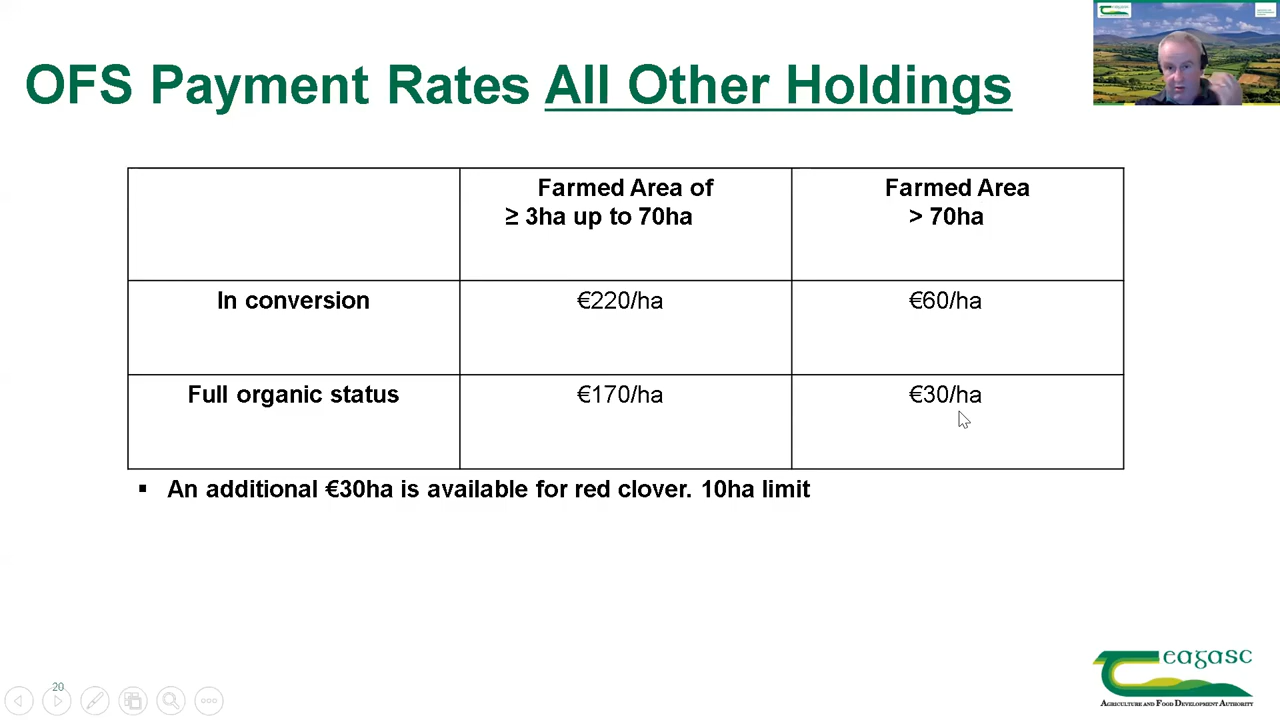 OFS Payment Rates All Other Holdings
Farmed Area of
≥ 3ha up to 70ha
Farmed Area
> 70ha
In conversion
€220/ha
€60/ha
Full organic status
€170/ha
€30/ha
▪ An additional €30ha is available for red clover. 10ha limit
20
eagasc
AGRICULTURE AND FOOD DEVELOPMENT AUTHORITY